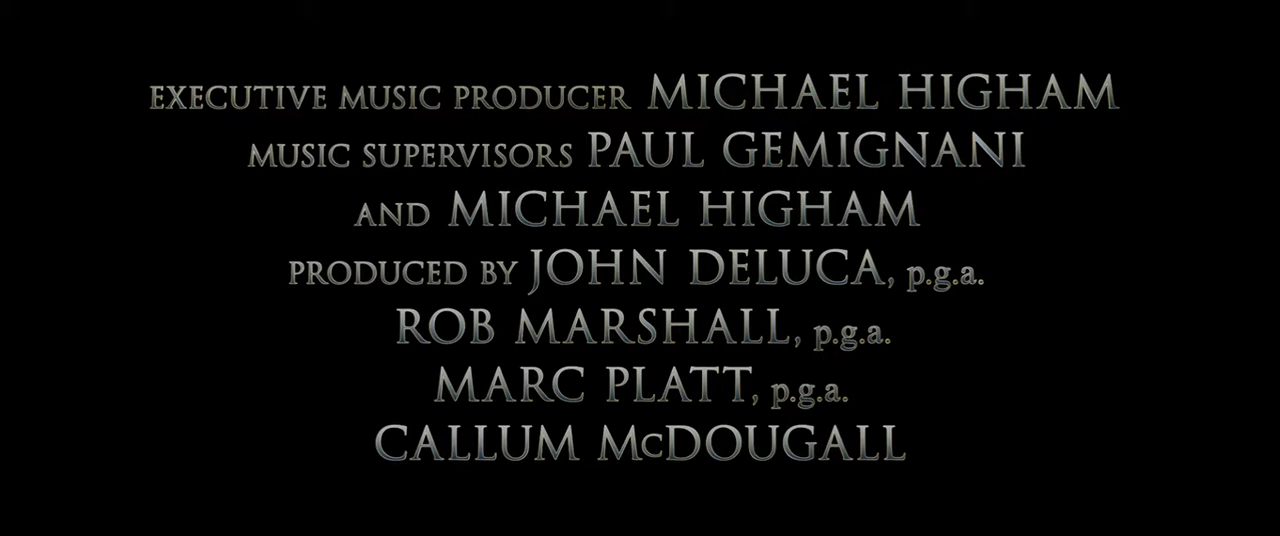 EXECUTIVE MUSIC PRODUCER MICHAEL HIGHAM
MUSIC SUPERVISORS PAUL GEMIGNANI
AND MICHAEL HIGHAM
PRODUCED BY JOHN DELUCA, p.g.a.
ROB MARSHALL, p.g.a.
MARC PLATT, p.g.a.
CALLUM McDOUGALL